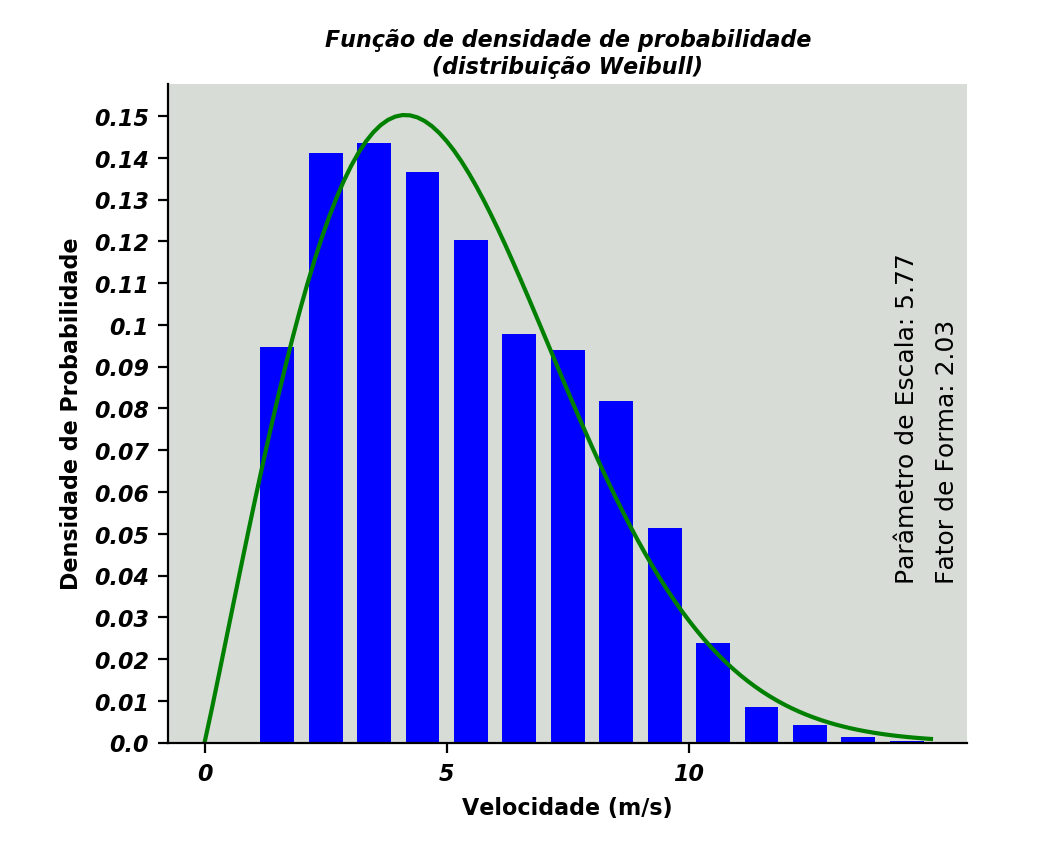 Função de densidade de probabilidade
(distribuição Weibull)
0.15
0.14
0.13
0.12
0.11
0.1
0.09
0.08
0.07
0.06
0.05
0.04
0.03
0.02
0.01
0.0
Densidade de Probabilidade
Parâmetro de Escala: 5.77
Fator de Forma: 2.03
0 5 10
Velocidade (m/s)